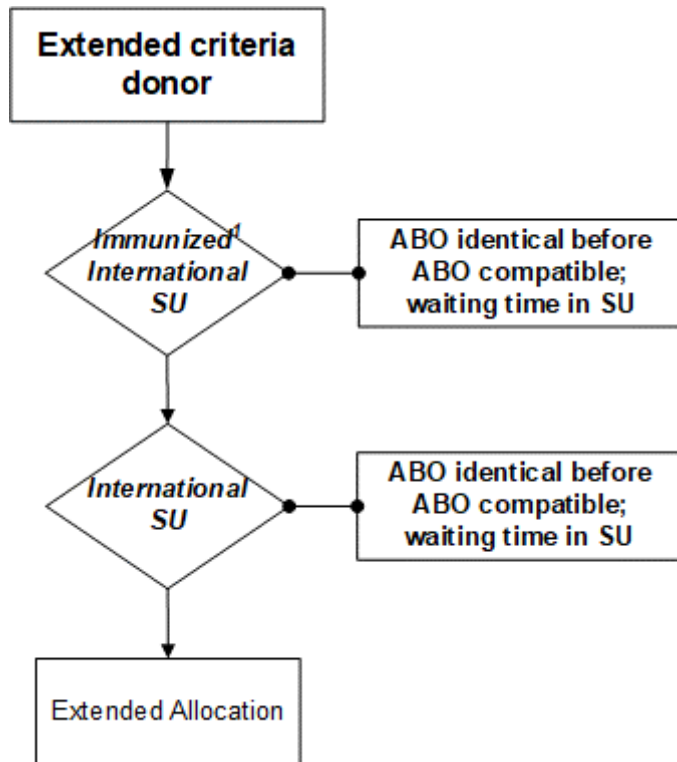 Extended criteria
donor
Immunized¹
International
SU
ABO identical before
ABO compatible;
waiting time in SU
International
SU
ABO identical before
ABO compatible;
waiting time in SU
Extended Allocation